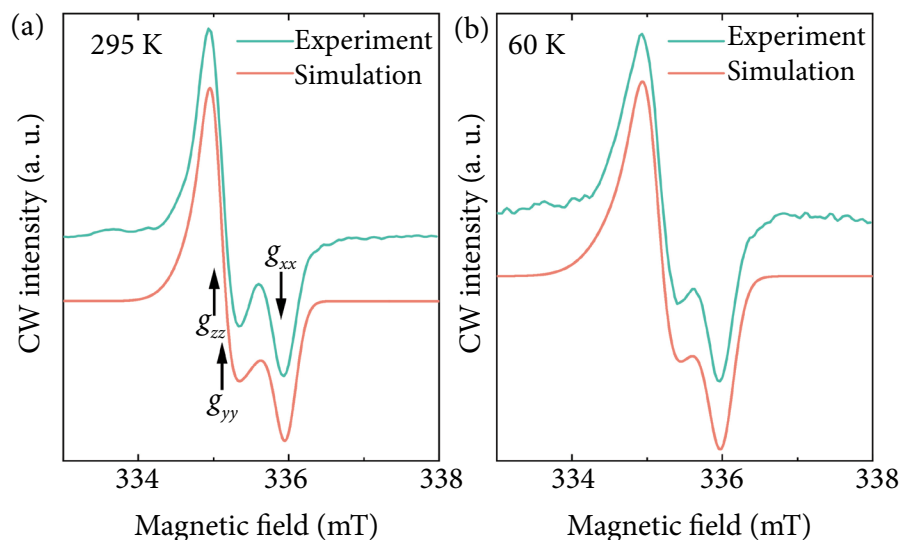 (a)
295 K
Experiment
Simulation
g_xx
g_zz
g_yy
CW intensity (a. u.)
334
336
338
Magnetic field (mT)
(b)
60 K
Experiment
Simulation
CW intensity (a. u.)
334
336
338
Magnetic field (mT)